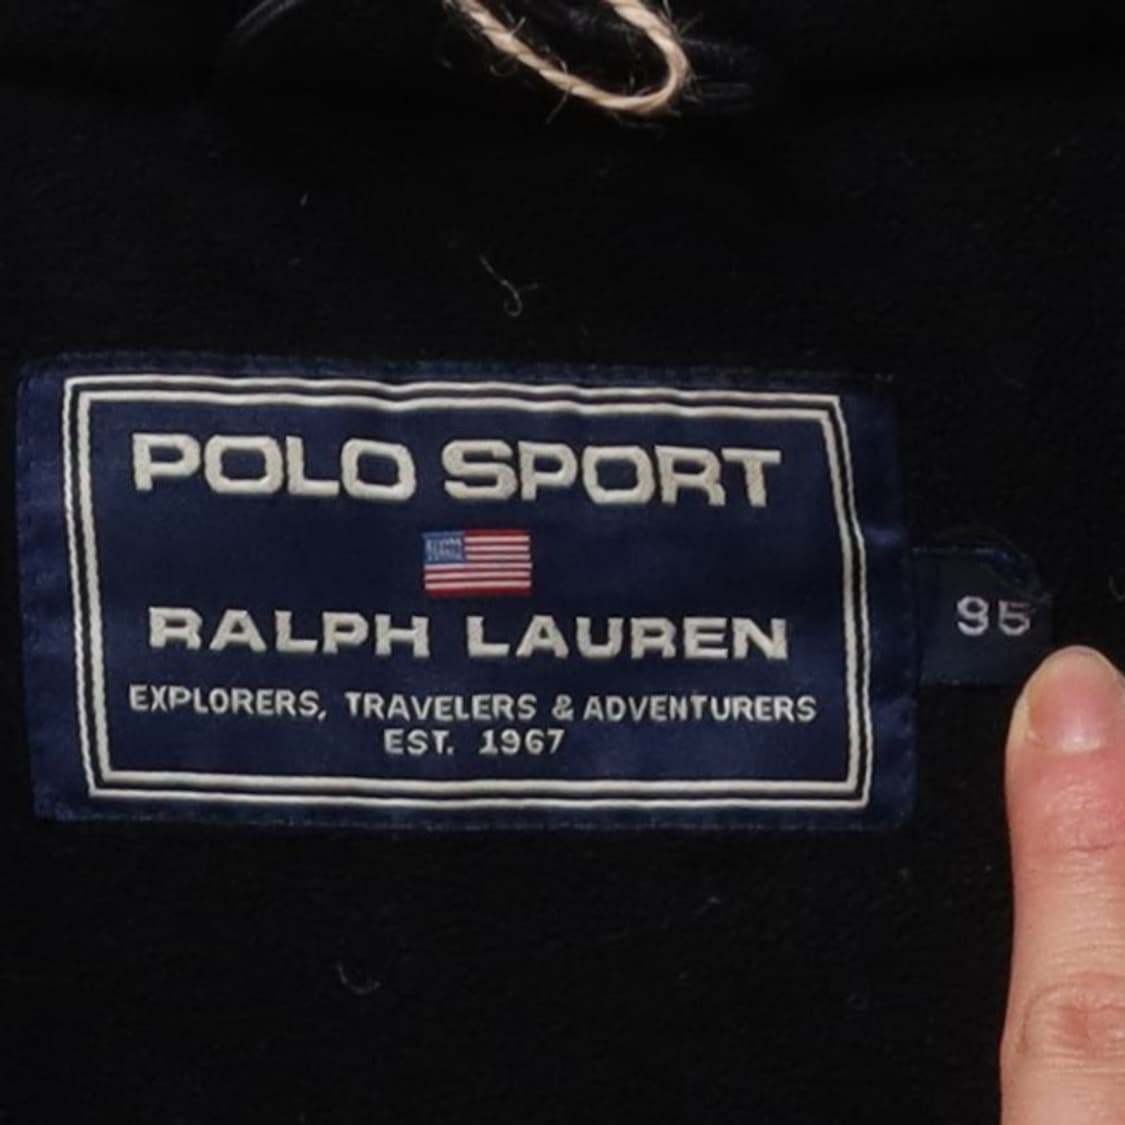 POLO SPORT
RALPH LAUREN
EXPLORERS, TRAVELERS & ADVENTURERS
EST. 1967
95